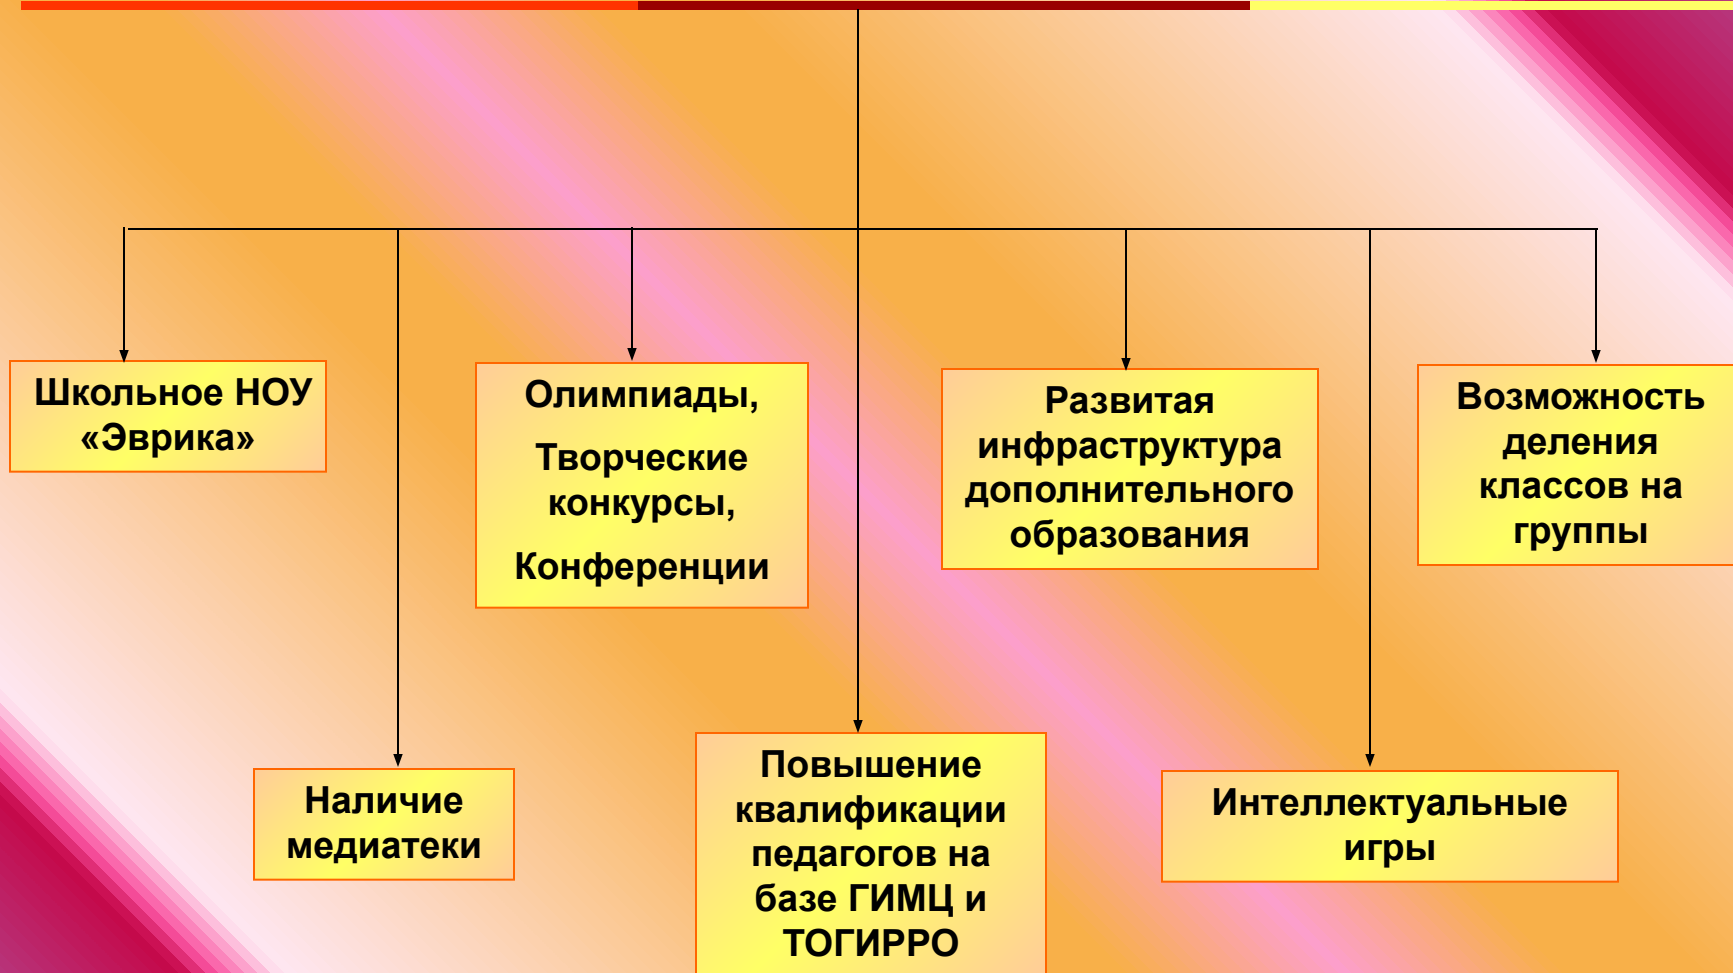 Школьное НОУ
«Эврика»
Олимпиады,
Творческие
конкурсы,
Конференции
Развитая
инфраструктура
дополнительного
образования
Возможность
деления
классов на
группы
Наличие
медиатеки
Повышение
квалификации
педагогов на
базе ГИМЦ и
ТОГИРРО
Интеллектуальные
игры